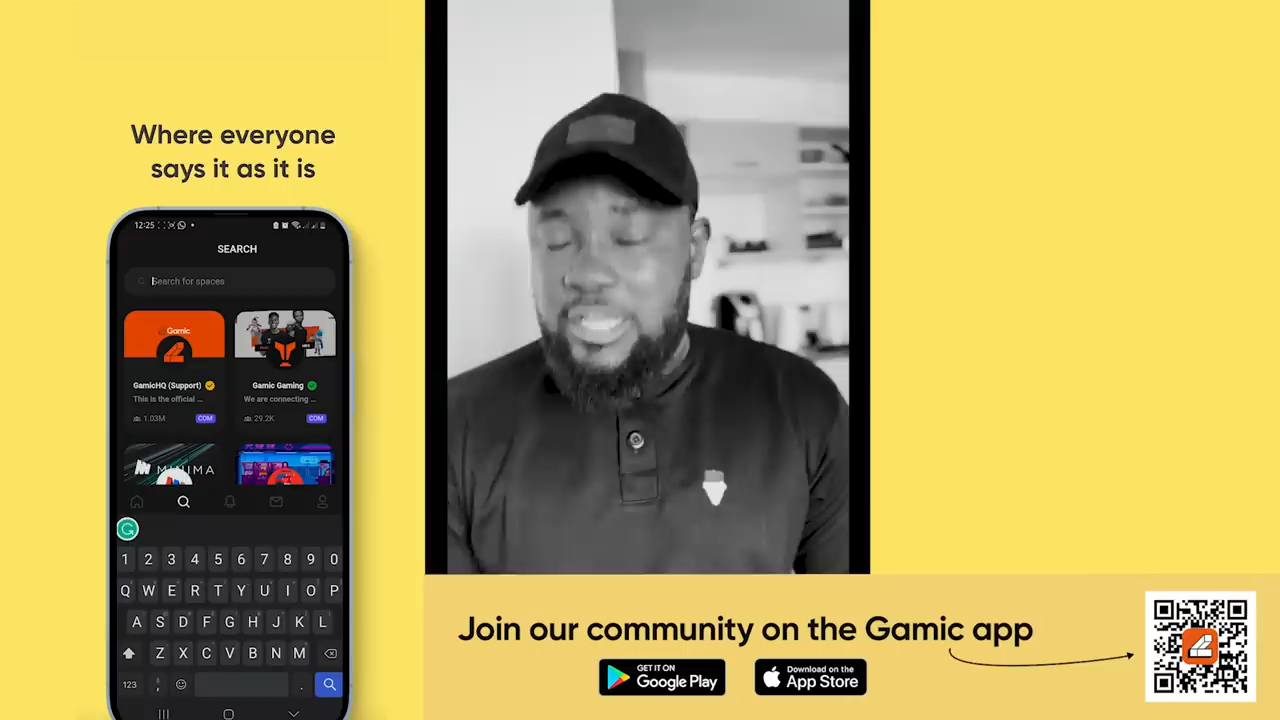 Where everyone
says it as it is
12:25
SEARCH
Search for spaces
Gamic
GamicHQ (Support)
This is the official ...
1.03M
COM
Gamic Gaming
We are connecting ...
29.2K
COM
MINIMA
1 2 3 4 5 6 7 8 9 0
Q W E R T Y U I O P
A S D F G H J K L
Z X C V B N M
123 , .
Join our community on the Gamic app
GET IT ON
Google Play
Download on the
App Store